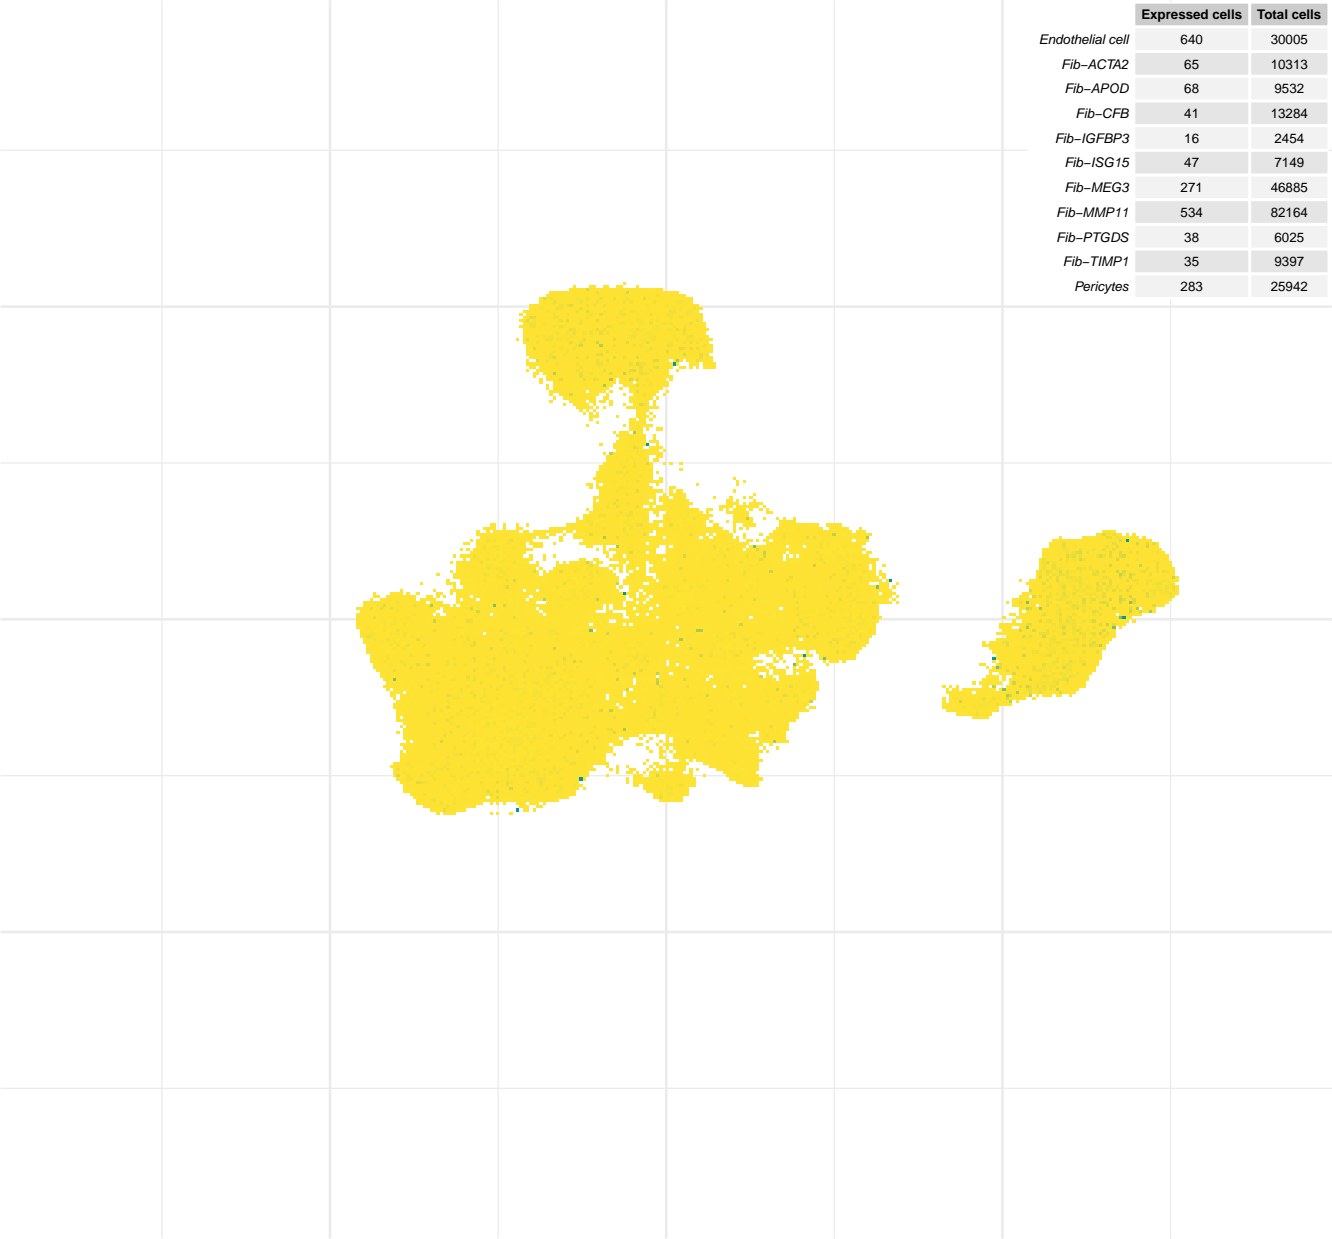 Expressed cells Total cells
Endothelial cell 640 30005
Fib−ACTA2 65 10313
Fib−APOD 68 9532
Fib−CFB 41 13284
Fib−IGFBP3 16 2454
Fib−ISG15 47 7149
Fib−MEG3 271 46885
Fib−MMP11 534 82164
Fib−PTGDS 38 6025
Fib−TIMP1 35 9397
Pericytes 283 25942